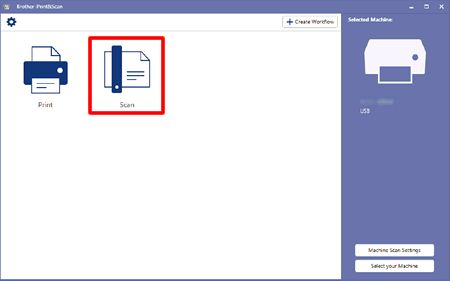 Brother iPrint&Scan
Create Workflow
Selected Machine:
Print
Scan
USB
Machine Scan Settings
Select your Machine